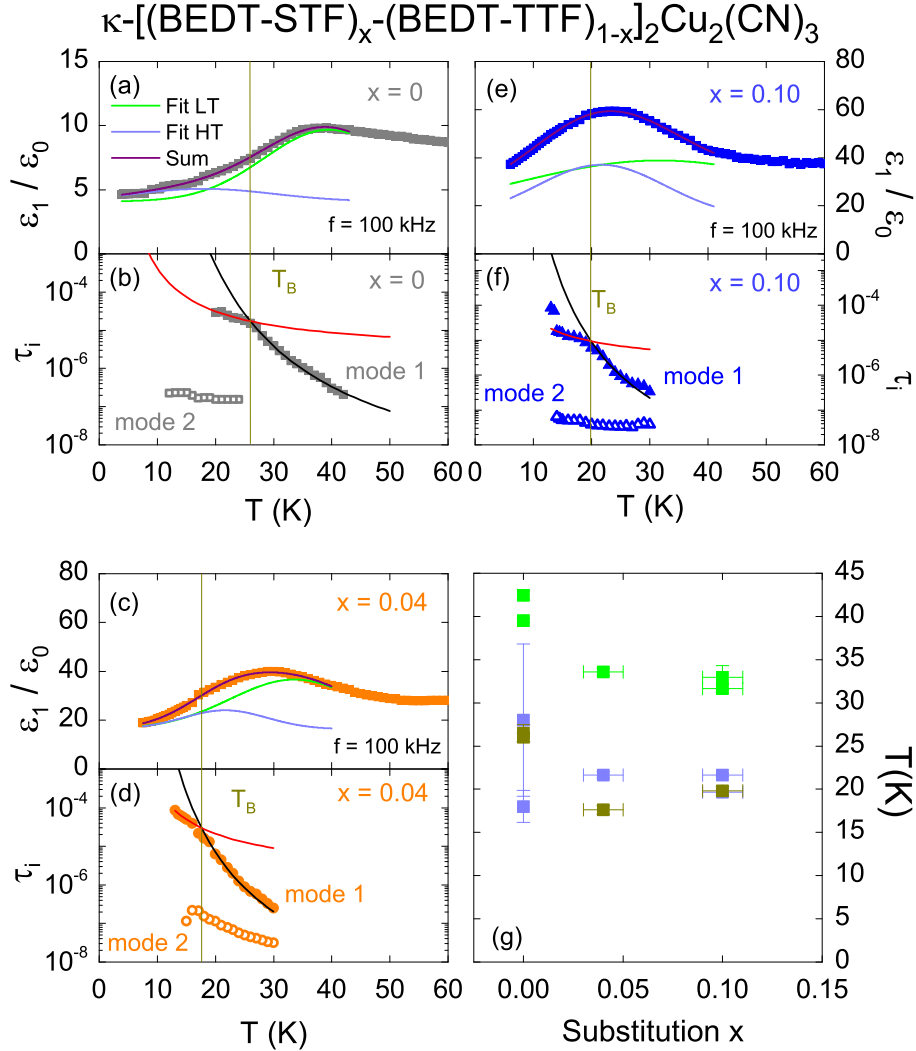 κ-[(BEDT-STF)x-(BEDT-TTF)1-x]2Cu2(CN)3
(a) x = 0
Fit LT
Fit HT
Sum
f = 100 kHz
ε1 / ε0
15
10
5
0
(b) x = 0
TB
mode 1
mode 2
τi
10-4
10-6
10-8
0 10 20 30 40 50 60
T (K)
(e) x = 0.10
f = 100 kHz
ε1 / ε0
80
60
40
20
0
(f) x = 0.10
TB
mode 1
mode 2
τi
10-4
10-6
10-8
0 10 20 30 40 50 60
T (K)
(c) x = 0.04
f = 100 kHz
ε1 / ε0
80
60
40
20
0
(d) x = 0.04
TB
mode 1
mode 2
τi
10-4
10-6
10-8
0 10 20 30 40 50 60
T (K)
(g)
45
40
35
30
25
20
15
10
5
0
T(K)
0.00 0.05 0.10 0.15
Substitution x